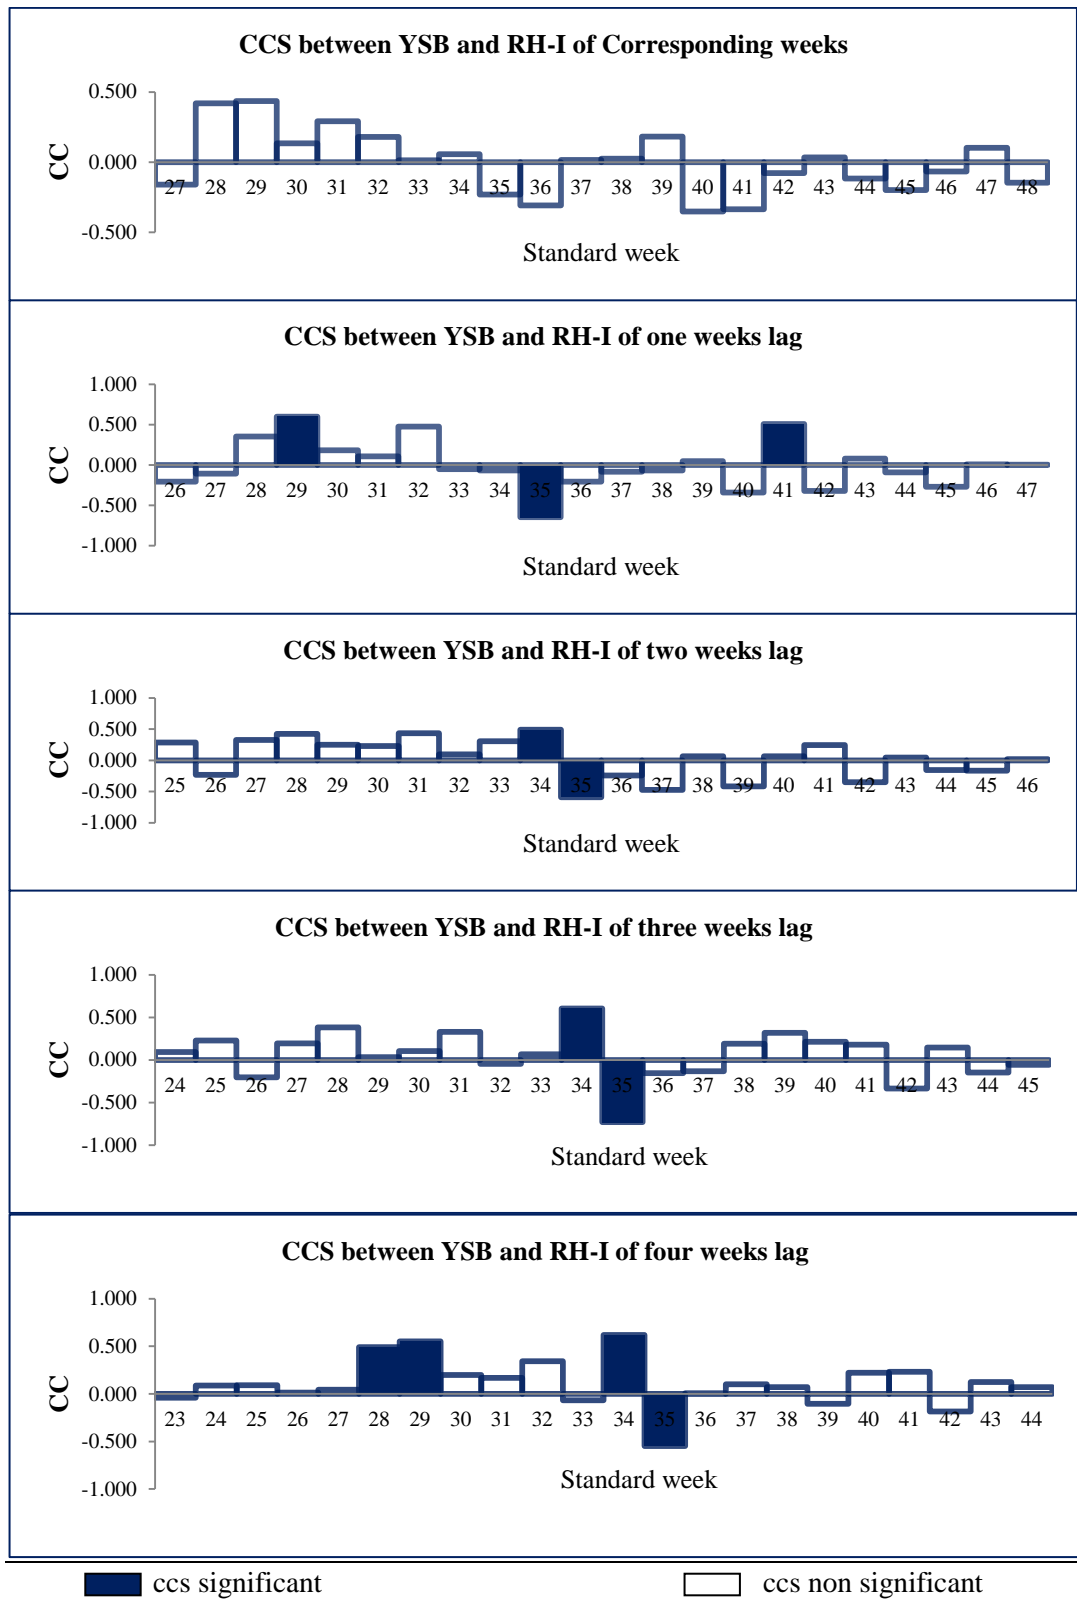 CCS between YSB and RH-I of Corresponding weeks
0.500
0.000
-0.500
CC
27 28 29 30 31 32 33 34 35 36 37 38 39 40 41 42 43 44 45 46 47 48
Standard week
CCS between YSB and RH-I of one weeks lag
1.000
0.500
0.000
-0.500
-1.000
CC
26 27 28 29 30 31 32 33 34 35 36 37 38 39 40 41 42 43 44 45 46 47
Standard week
CCS between YSB and RH-I of two weeks lag
1.000
0.500
0.000
-0.500
-1.000
CC
25 26 27 28 29 30 31 32 33 34 35 36 37 38 39 40 41 42 43 44 45 46
Standard week
CCS between YSB and RH-I of three weeks lag
1.000
0.500
0.000
-0.500
-1.000
CC
24 25 26 27 28 29 30 31 32 33 34 35 36 37 38 39 40 41 42 43 44 45
Standard week
CCS between YSB and RH-I of four weeks lag
1.000
0.500
0.000
-0.500
-1.000
CC
23 24 25 26 27 28 29 30 31 32 33 34 35 36 37 38 39 40 41 42 43 44
Standard week
ccs significant
ccs non significant